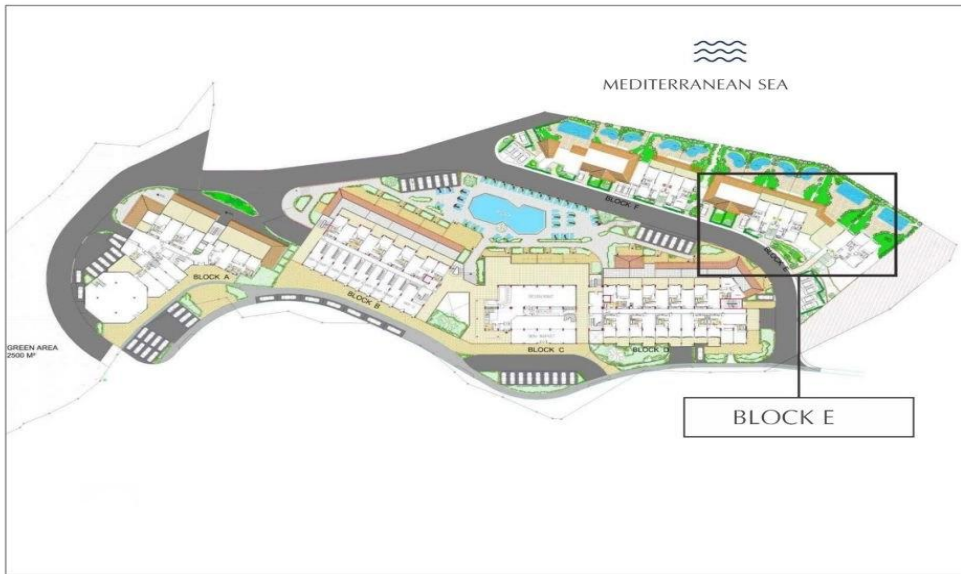 MEDITERRANEAN SEA
BLOCK F
BLOCK E
BLOCK A
BLOCK B
GREEN AREA
2500 M²
BLOCK C
BLOCK D
BLOCK E